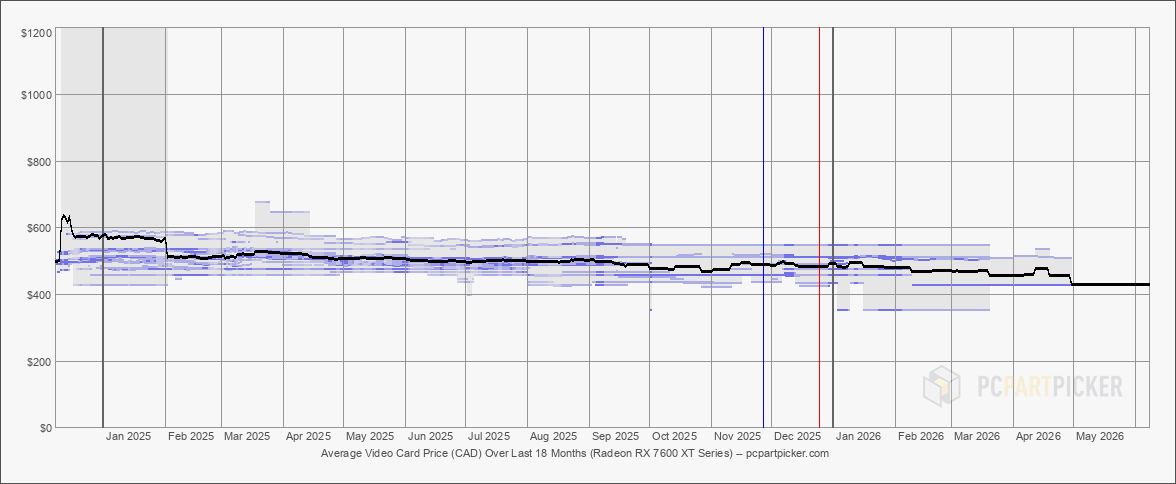 $1200
$1000
$800
$600
$400
$200
$0
Jan 2025 Feb 2025 Mar 2025 Apr 2025 May 2025 Jun 2025 Jul 2025 Aug 2025 Sep 2025 Oct 2025 Nov 2025 Dec 2025 Jan 2026 Feb 2026 Mar 2026 Apr 2026 May 2026
Average Video Card Price (CAD) Over Last 18 Months (Radeon RX 7600 XT Series) -- pcpartpicker.com
PCPARTPICKER